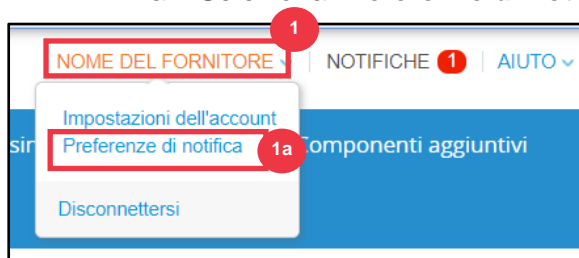 1
NOME DEL FORNITORE NOTIFICHE 1 AIUTO
Impostazioni dell'account
Preferenze di notifica 1a Componenti aggiuntivi
Disconnettersi